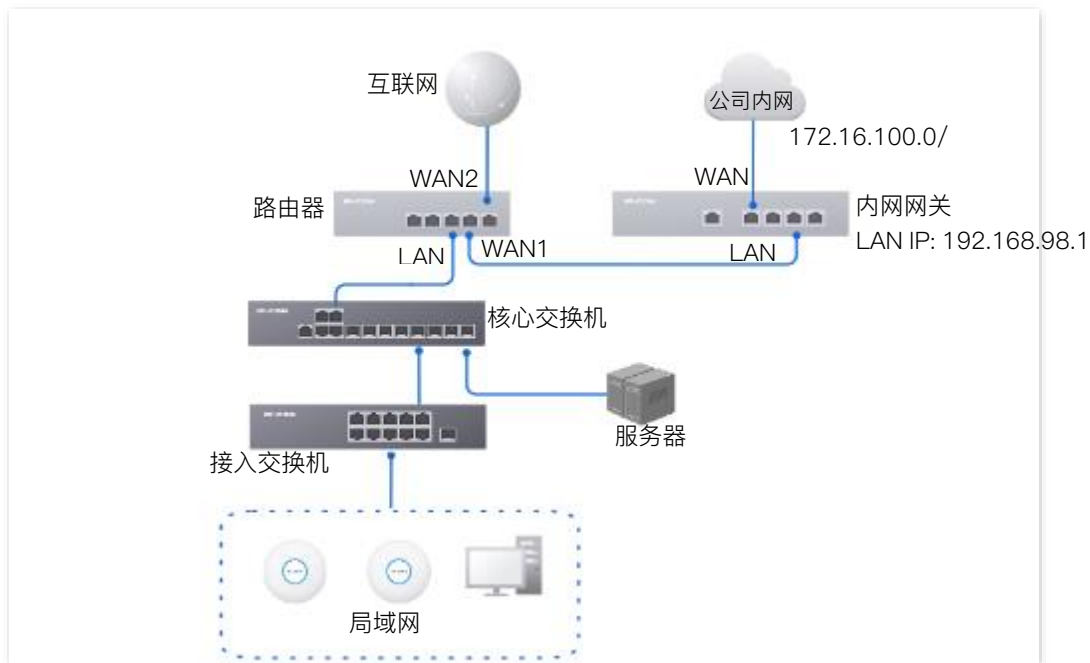 互联网
公司内网
172.16.100.0/
WAN2
WAN
路由器
内网网关
LAN IP: 192.168.98.1
LAN
WAN1
LAN
核心交换机
服务器
接入交换机
局域网